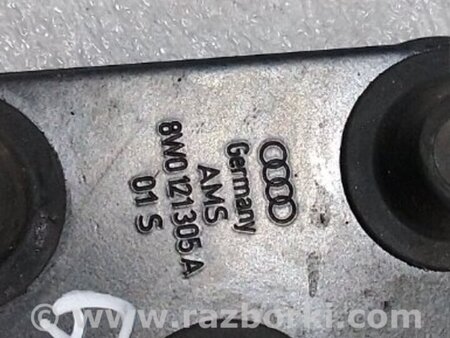 Germany
AMS
8W0 121 305 A
01 S
© www.razborki.com